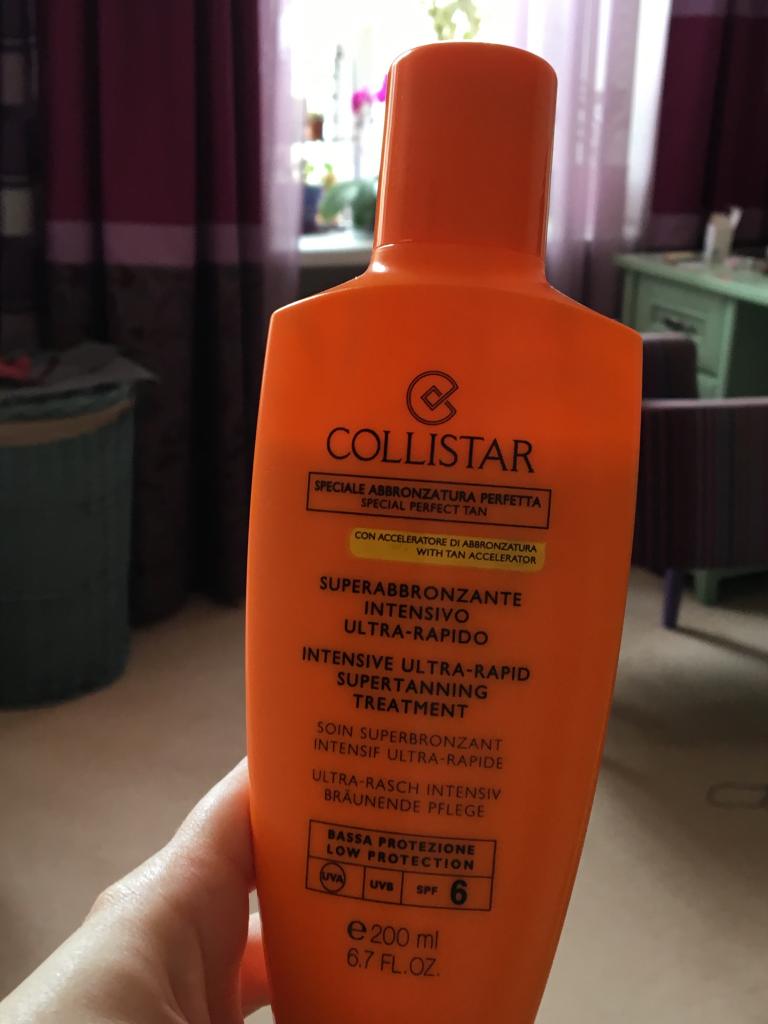 COLLISTAR
SPECIALE ABBRONZATURA PERFETTA
SPECIAL PERFECT TAN
CON ACCELERATORE DI ABBRONZATURA
WITH TAN ACCELERATOR
SUPERABBRONZANTE
INTENSIVO
ULTRA-RAPIDO
INTENSIVE ULTRA-RAPID
SUPERTANNING
TREATMENT
SOIN SUPERBRONZANT
INTENSIF ULTRA-RAPIDE
ULTRA-RASCH INTENSIV
BRÄUNENDE PFLEGE
BASSA PROTEZIONE
LOW PROTECTION
UVA UVB SPF 6
e 200 ml
6.7 FL.OZ.